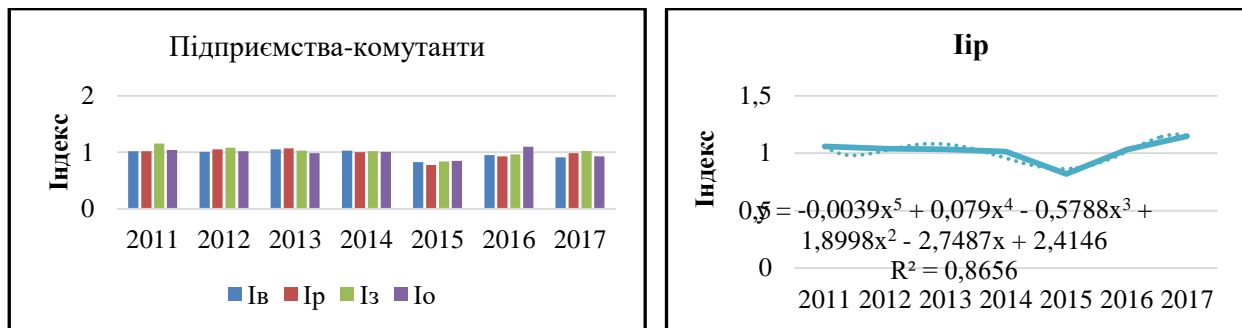 Підприємства-комутанти
2
1
0
Індекс
2011 2012 2013 2014 2015 2016 2017
Ів Ір Із Іо
Іір
1,5
1
0,5
0
Індекс
y = -0,0039x⁵ + 0,079x⁴ - 0,5788x³ +
1,8998x² - 2,7487x + 2,4146
R² = 0,8656
2011 2012 2013 2014 2015 2016 2017